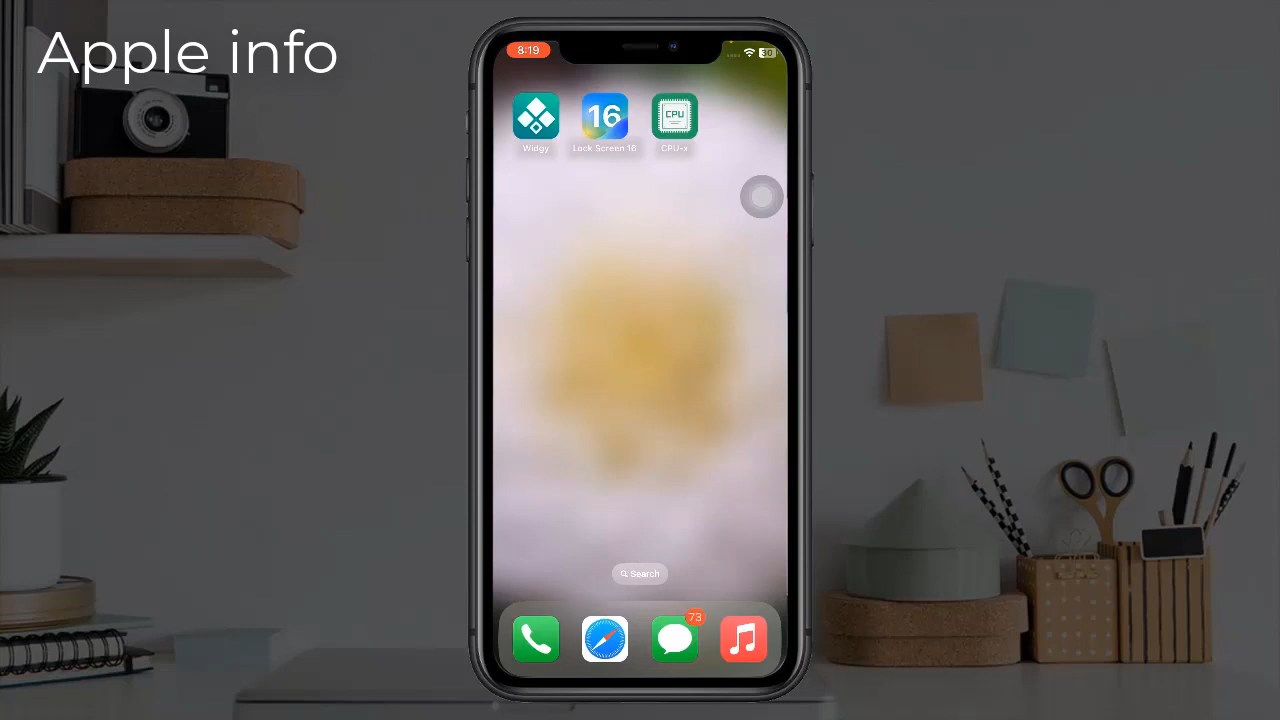 Apple info
8:19
30
16
CPU
Widgy
Lock Screen 16
CPU-x
Search
73